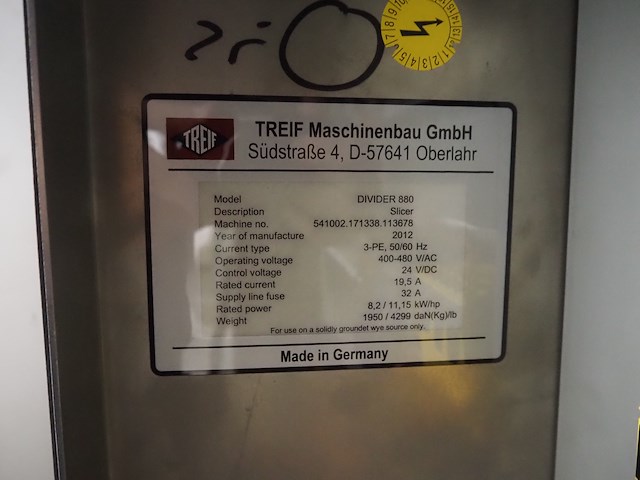 TREIF
TREIF Maschinenbau GmbH
Südstraße 4, D-57641 Oberlahr
Model DIVIDER 880
Description Slicer
Machine no. 541002.171338.113678
Year of manufacture 2012
Current type 3-PE, 50/60 Hz
Operating voltage 400-480 V/AC
Control voltage 24 V/DC
Rated current 19,5 A
Supply line fuse 32 A
Rated power 8,2 / 11,15 kW/hp
Weight 1950 / 4299 daN(Kg)/lb
For use on a solidly groundet wye source only.
Made in Germany